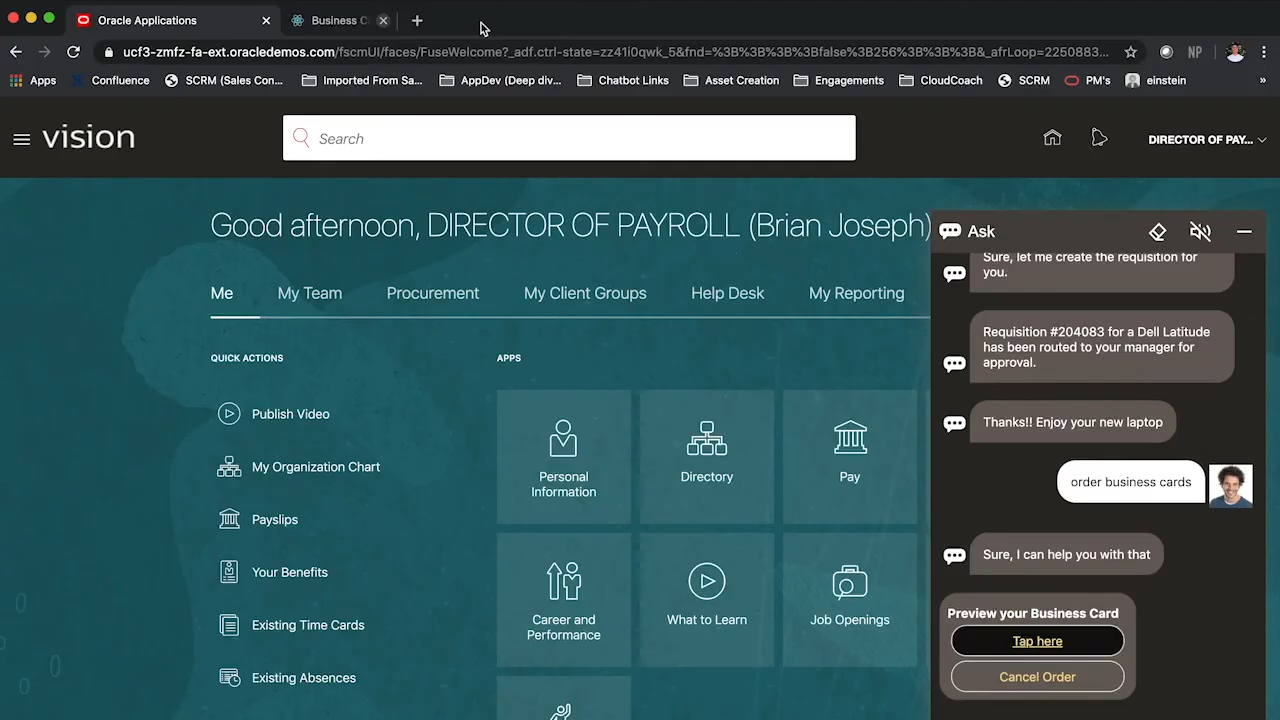 Oracle Applications
Business C
ucf3-zmfz-fa-ext.oracledemos.com/fscmUI/faces/FuseWelcome?_adf.ctrl-state=zz41i0qwk_5&fnd=%3B%3B%3B%3Bfalse%3B256%3B%3B%3B&_afrLoop=2250883...
NP
Apps
Confluence
SCRM (Sales Con...
Imported From Sa...
AppDev (Deep div...
Chatbot Links
Asset Creation
Engagements
CloudCoach
SCRM
PM's
einstein
»
vision
Search
DIRECTOR OF PAY...
Good afternoon, DIRECTOR OF PAYROLL (Brian Joseph)
Me
My Team
Procurement
My Client Groups
Help Desk
My Reporting
QUICK ACTIONS
Publish Video
My Organization Chart
Payslips
Your Benefits
Existing Time Cards
Existing Absences
APPS
Personal
Information
Directory
Pay
Career and
Performance
What to Learn
Job Openings
Ask
Sure, let me create the requisition for
you.
Requisition #204083 for a Dell Latitude
has been routed to your manager for
approval.
Thanks!! Enjoy your new laptop
order business cards
Sure, I can help you with that
Preview your Business Card
Tap here
Cancel Order